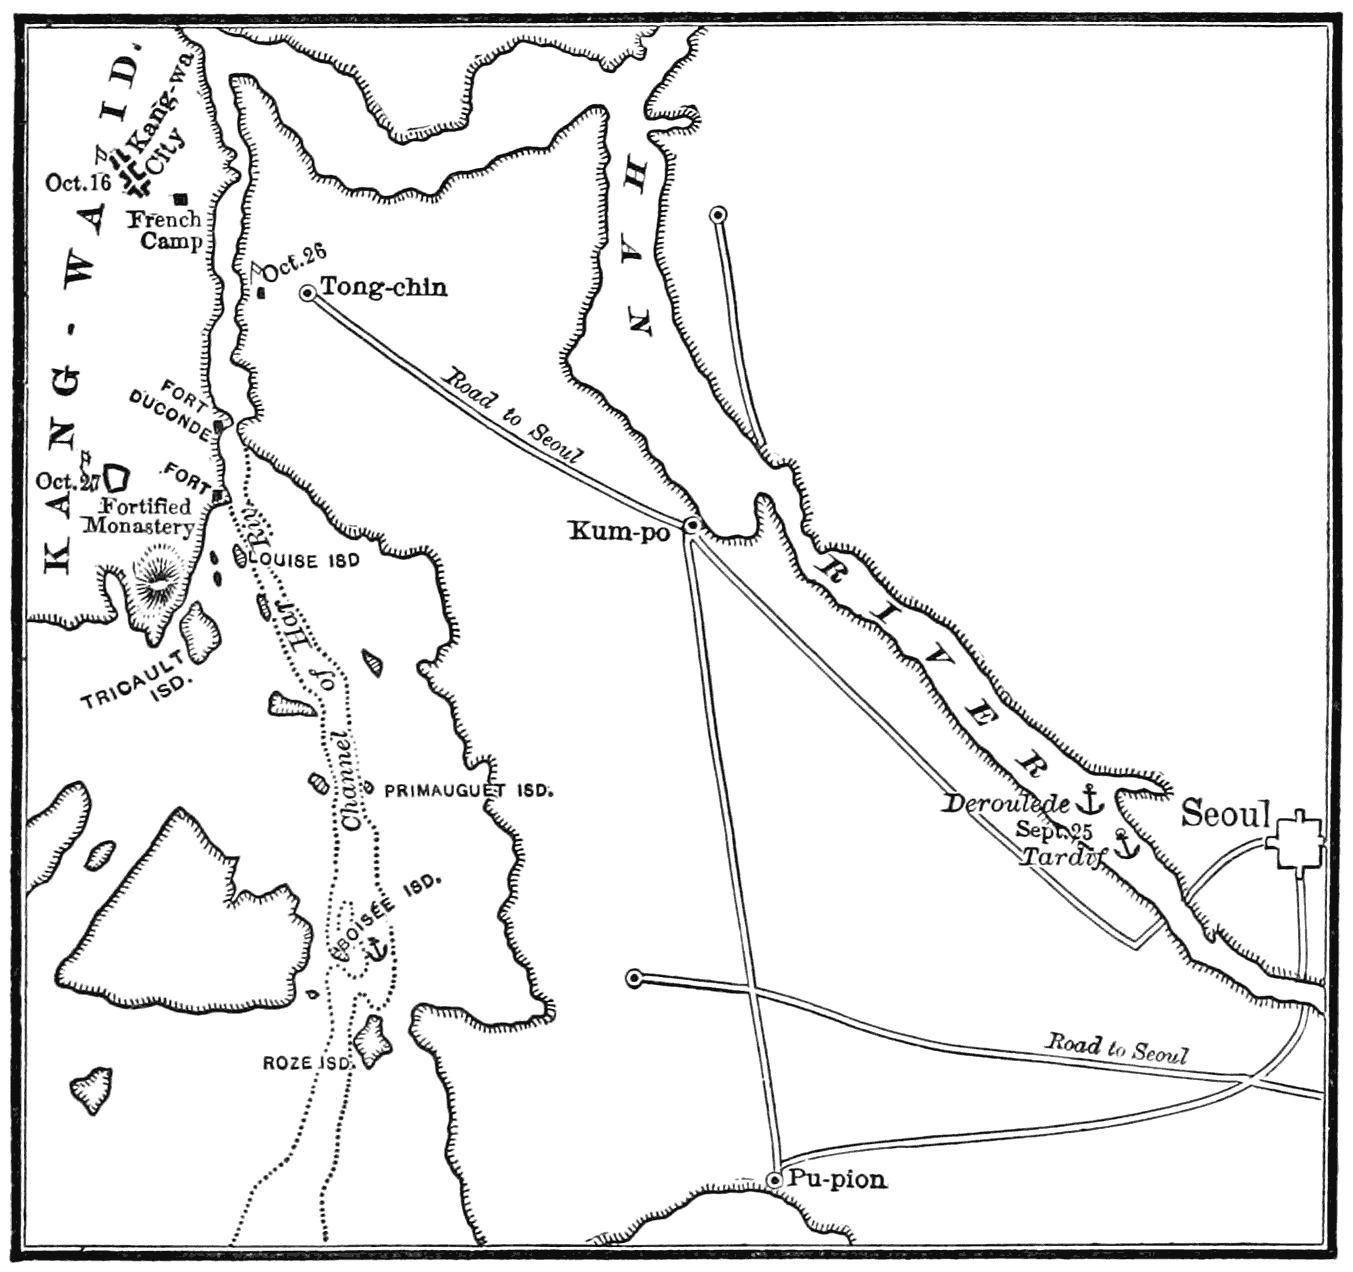 KANG-WA ID.
Kang-wa
City
Oct.16
French
Camp
Oct.26
Tong-chin
HAN
RIVER
Road to Seoul
FORT
DUCONDE
FORT
Oct.27
Fortified
Monastery
Kum-po
LOUISE ISD
Channel of Har Riv
TRICAULT
ISD.
PRIMAUGUET ISD.
Deroulede
Sept.25
Tardif
Seoul
BOISÉE ISD.
ROZE ISD.
Road to Seoul
Pu-pion